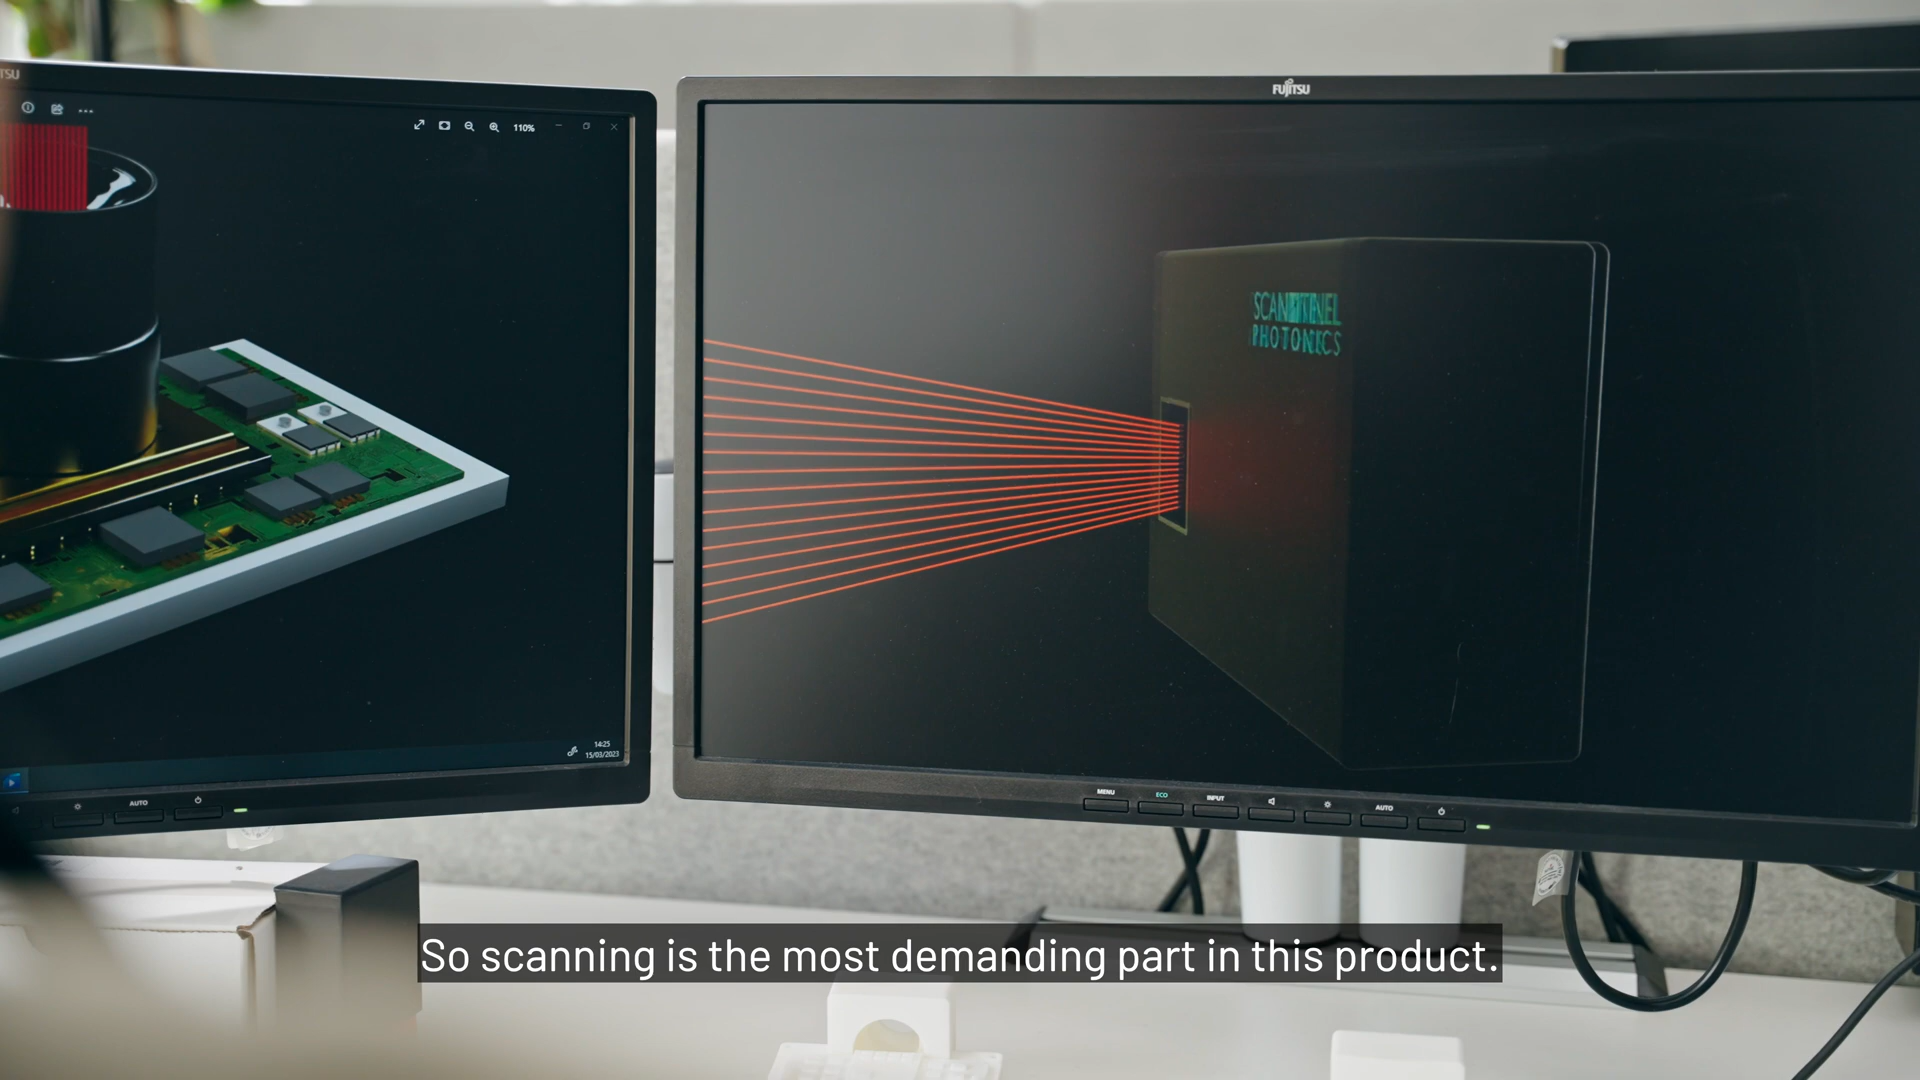 TSU
110%
14:25
15/03/2023
AUTO
FUJITSU
SCANTINEL
PHOTONICS
MENU
ECO
INPUT
AUTO
So scanning is the most demanding part in this product.